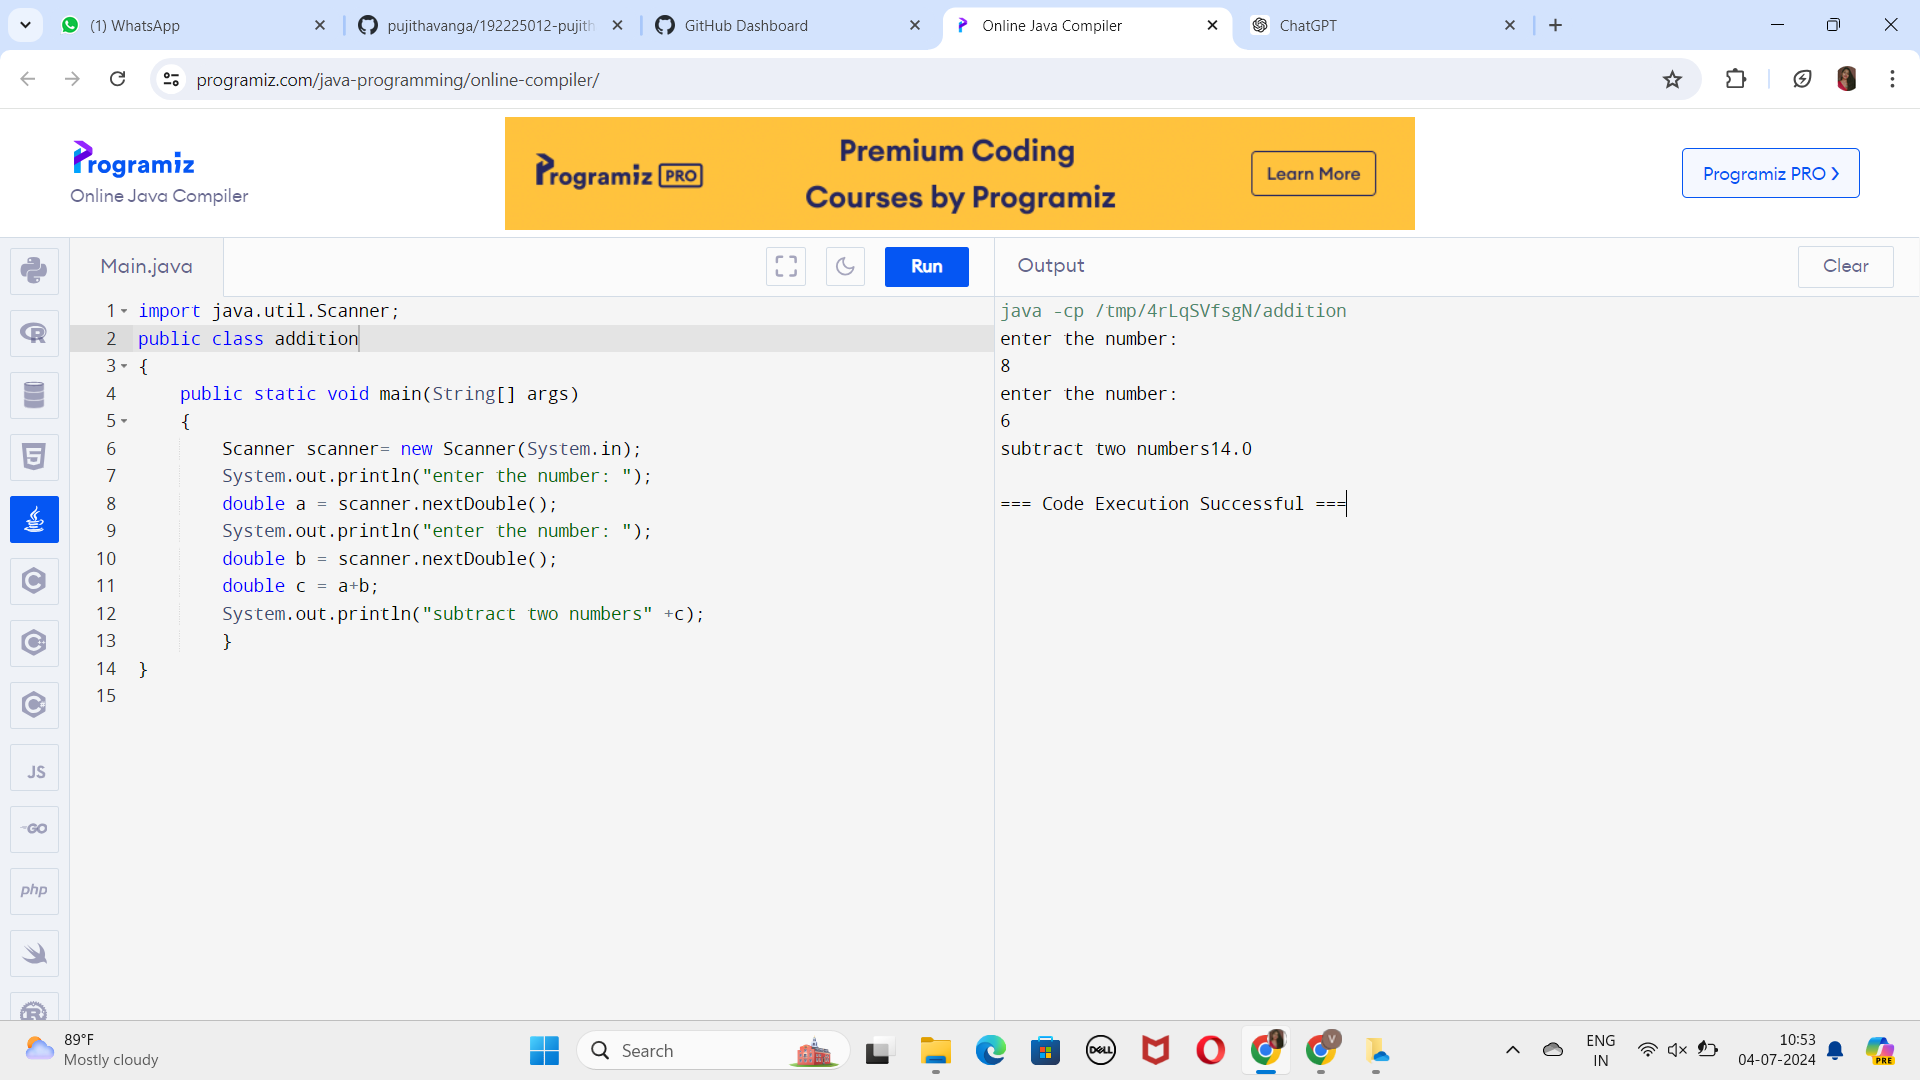 (1) WhatsApp
pujithavanga/192225012-pujith
GitHub Dashboard
Online Java Compiler
ChatGPT
programiz.com/java-programming/online-compiler/
Programiz
Online Java Compiler
Programiz PRO
Premium Coding
Courses by Programiz
Learn More
Programiz PRO
Main.java
Run
Output
Clear
1 import java.util.Scanner;
2 public class addition
3 {
4 public static void main(String[] args)
5 {
6 Scanner scanner= new Scanner(System.in);
7 System.out.println("enter the number: ");
8 double a = scanner.nextDouble();
9 System.out.println("enter the number: ");
10 double b = scanner.nextDouble();
11 double c = a+b;
12 System.out.println("subtract two numbers" +c);
13 }
14 }
15
java -cp /tmp/4rLqSVfsgN/addition
enter the number:
8
enter the number:
6
subtract two numbers14.0
=== Code Execution Successful ===
JS
GO
php
89°F
Mostly cloudy
Search
DELL
V
ENG
IN
10:53
04-07-2024
PRE